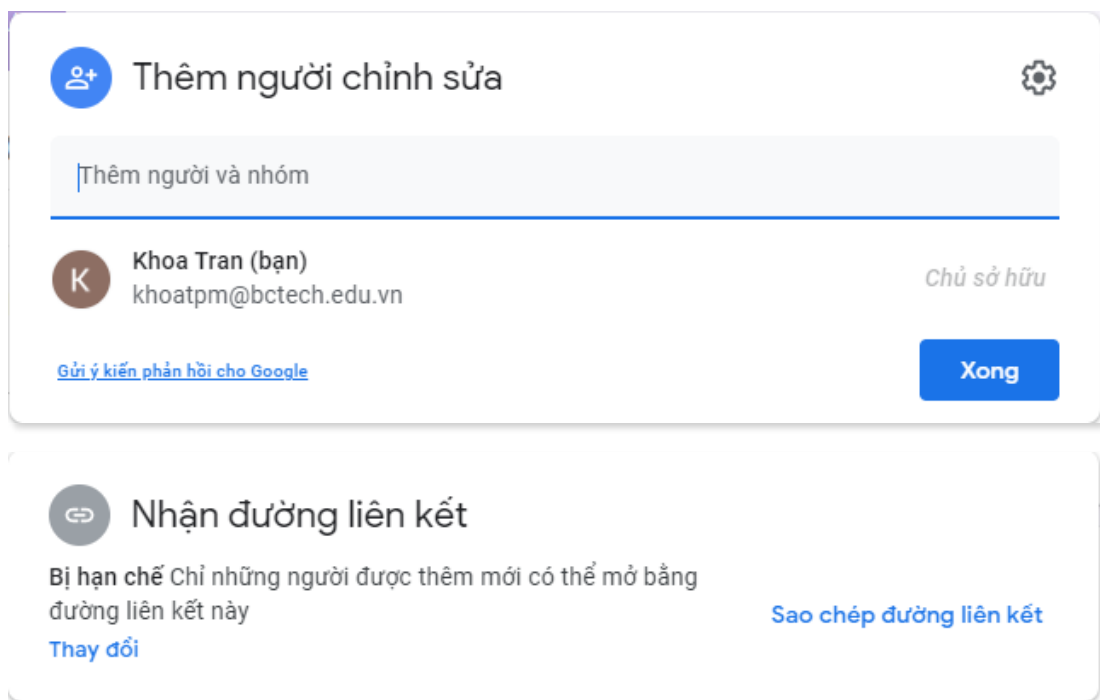 Thêm người chỉnh sửa
Thêm người và nhóm
Khoa Tran (bạn)
khoatpm@bctech.edu.vn
Chủ sở hữu
K
Gửi ý kiến phản hồi cho Google
Xong
Nhận đường liên kết
Bị hạn chế Chỉ những người được thêm mới có thể mở bằng
đường liên kết này
Sao chép đường liên kết
Thay đổi